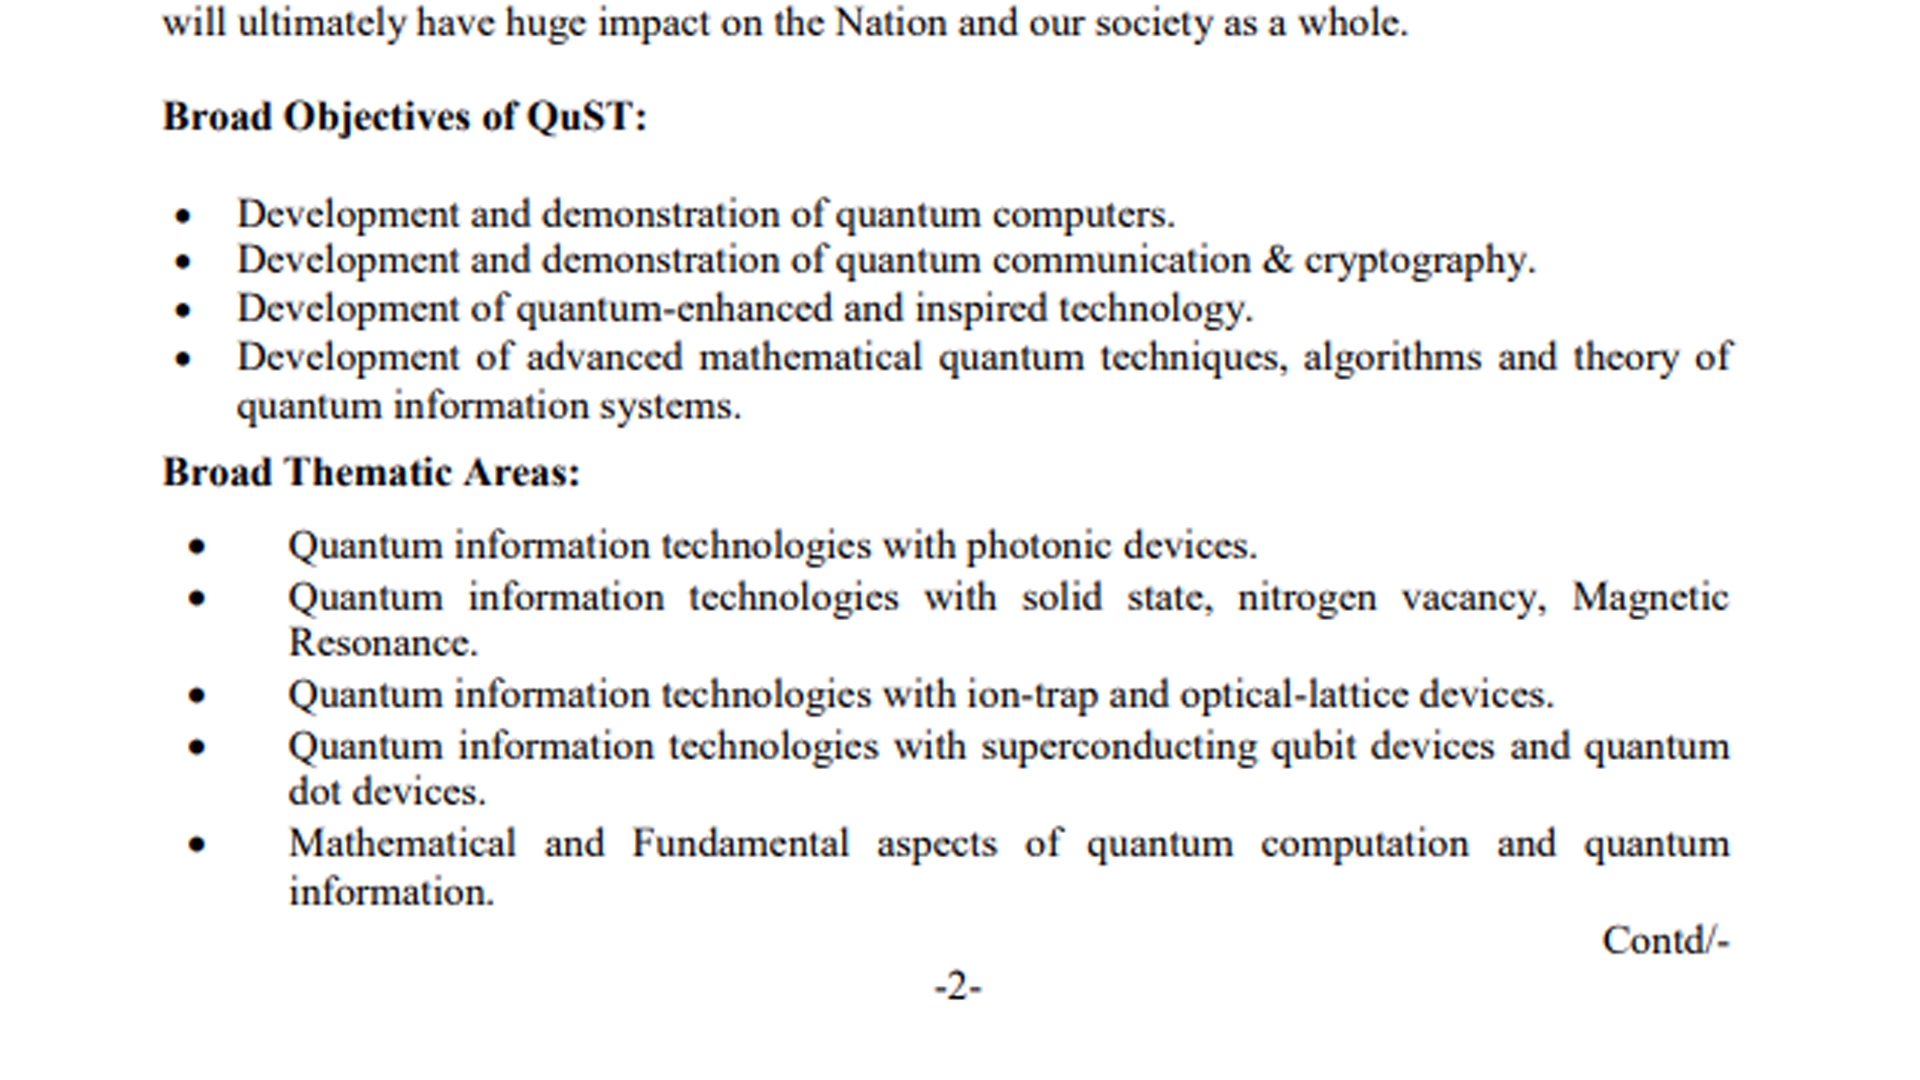 will ultimately have huge impact on the Nation and our society as a whole.
Broad Objectives of QuST:
• Development and demonstration of quantum computers.
• Development and demonstration of quantum communication & cryptography.
• Development of quantum-enhanced and inspired technology.
• Development of advanced mathematical quantum techniques, algorithms and theory of
quantum information systems.
Broad Thematic Areas:
• Quantum information technologies with photonic devices.
• Quantum information technologies with solid state, nitrogen vacancy, Magnetic
Resonance.
• Quantum information technologies with ion-trap and optical-lattice devices.
• Quantum information technologies with superconducting qubit devices and quantum
dot devices.
• Mathematical and Fundamental aspects of quantum computation and quantum
information.
Contd/-
-2-